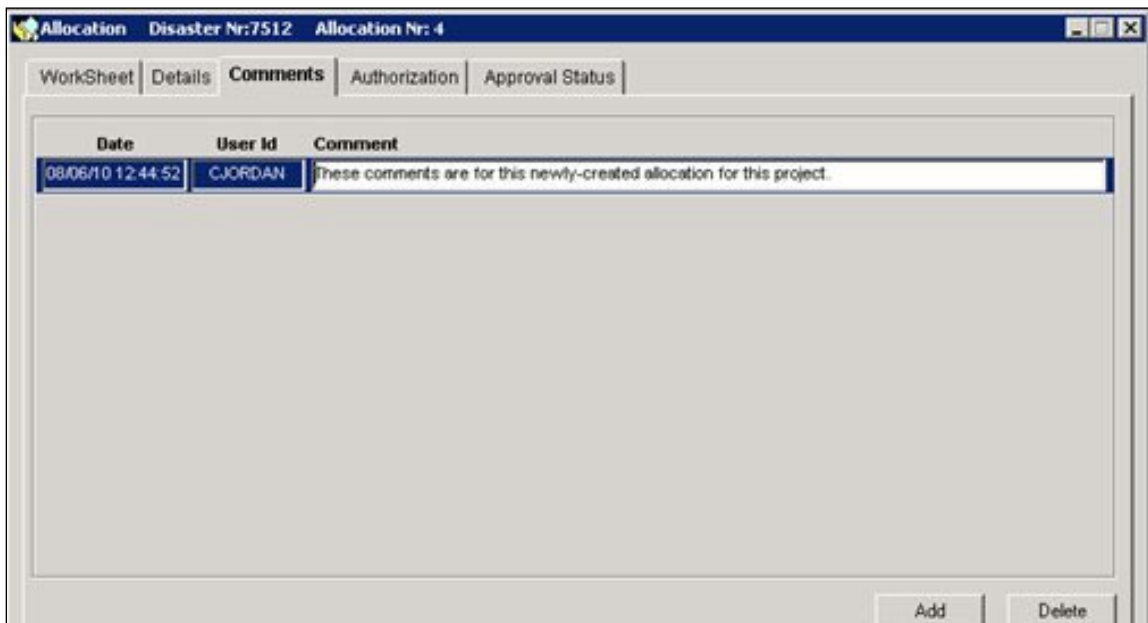 Allocation Disaster Nr:7512 Allocation Nr: 4
WorkSheet Details Comments Authorization Approval Status
Date User Id Comment
08/06/10 12:44:52 CJORDAN These comments are for this newly-created allocation for this project.
Add Delete